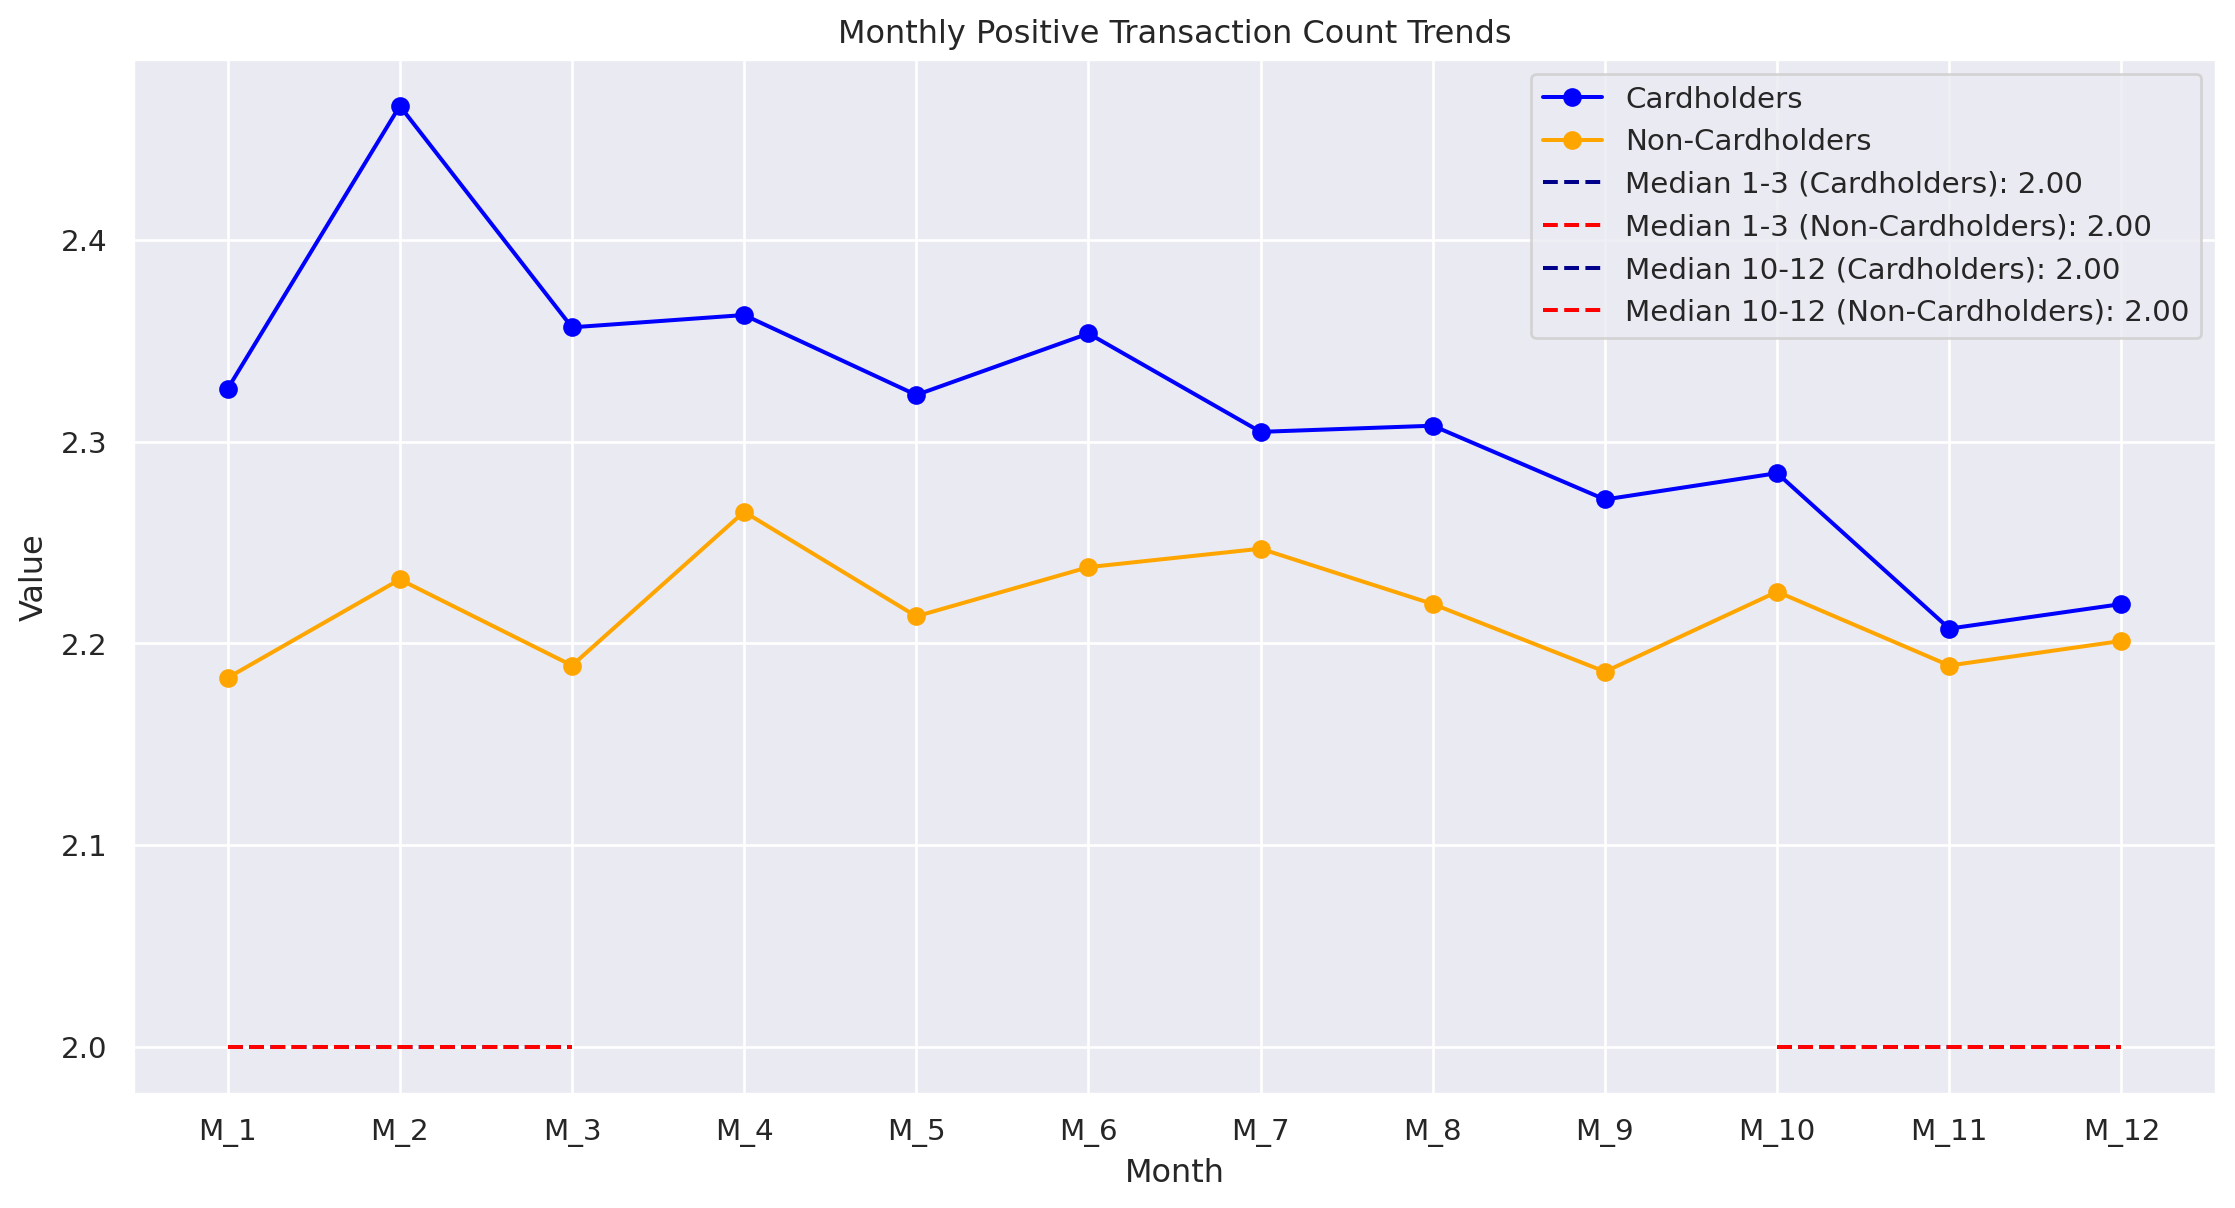 Monthly Positive Transaction Count Trends
Cardholders
Non-Cardholders
Median 1-3 (Cardholders): 2.00
Median 1-3 (Non-Cardholders): 2.00
Median 10-12 (Cardholders): 2.00
Median 10-12 (Non-Cardholders): 2.00
Value
2.4
2.3
2.2
2.1
2.0
M_1 M_2 M_3 M_4 M_5 M_6 M_7 M_8 M_9 M_10 M_11 M_12
Month